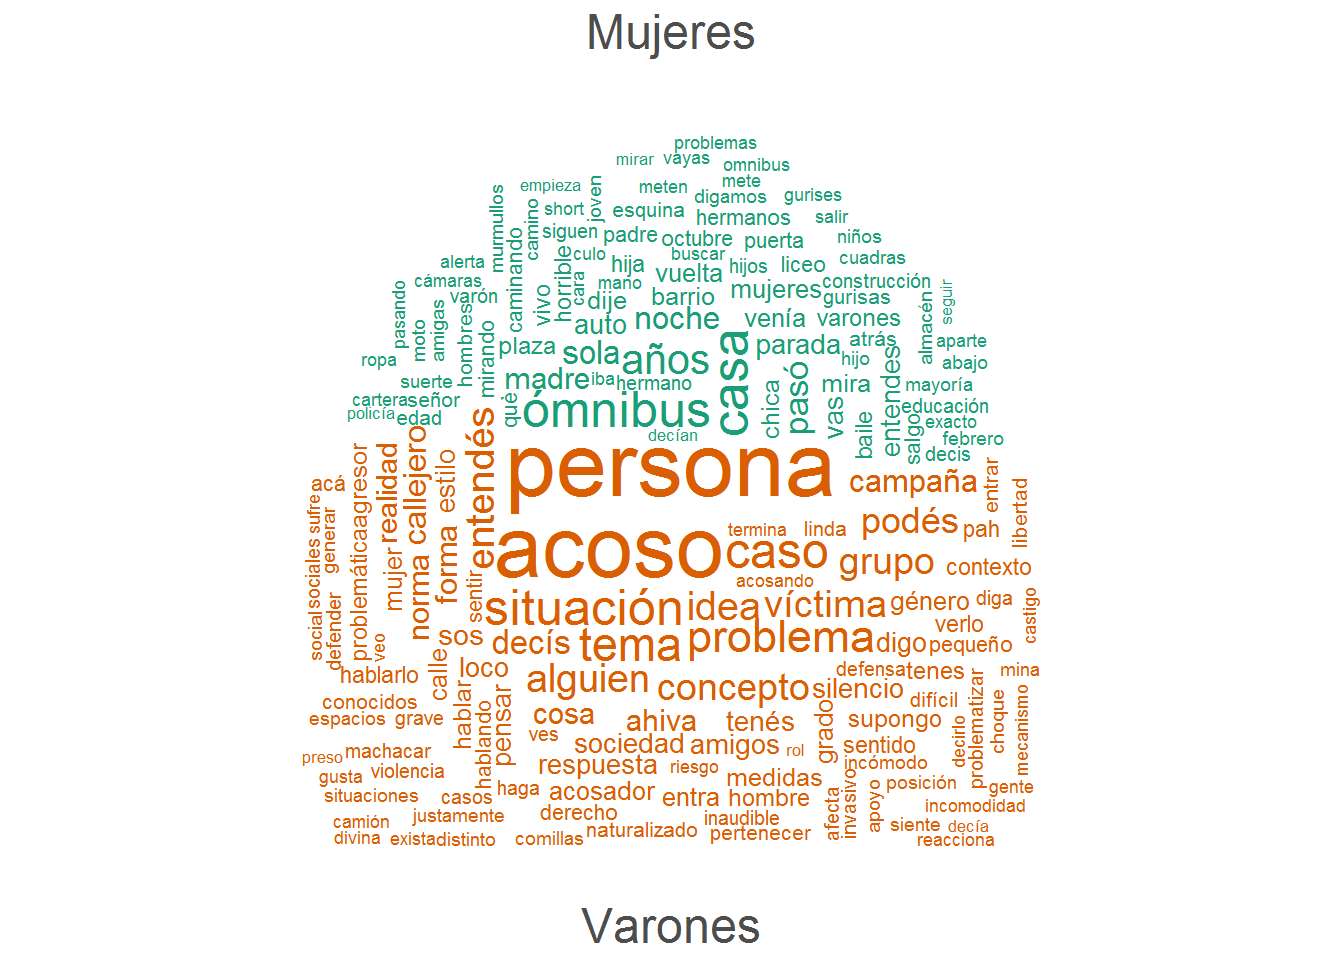 Mujeres
problemas
mirar vayas
omnibus
empieza
meten
mete
joven
murmullos
short
esquina
digamos
gurises
camino
hermanos
salir
siguen
padre
octubre
puerta
niños
alerta
caminando
horrible
culo
hija
buscar
hijos
liceo
cuadras
cámaras
cara
mano
vuelta
construcción
pasando
varón
vivo
dije
barrio
mujeres
gurisas
seguir
moto
amigas
hombres
auto
noche
venía
varones
almacén
plaza
sola
años
casa
parada
atrás
aparte
ropa
mirando
madre
iba
hermano
hijo
entendes
abajo
suerte
chica
pasó
mira
mayoría
cartera
señor
qué
ómnibus
vas
educación
policía
edad
decían
baile
salgo
exacto
febrero
decis
persona
callejero
realidad
agresor
estilo
entendés
campaña
entrar
acá
sufre
libertad
acoso
termina
linda
podés
pah
generar
problemática
forma
caso
grupo
contexto
sociales
mujer
norma
acosando
sentir
situación
idea
víctima
género
diga
castigo
social
defender
veo
sos
decís
tema
problema
digo
verlo
pequeño
hablarlo
calle
loco
alguien
concepto
silencio
defensa
tenes
mina
conocidos
difícil
espacios
grave
hablar
pensar
cosa
ahiva
tenés
grado
supongo
problematizar
choque
mecanismo
preso
machacar
ves
sociedad
amigos
rol
sentido
decirlo
gusta
violencia
hablando
respuesta
riesgo
medidas
incómodo
posición
gente
situaciones
casos
haga
acosador
entra
hombre
invasivo
apoyo
incomodidad
camión
justamente
derecho
inaudible
afecta
siente
decía
divina
exista
distinto
comillas
naturalizado
pertenecer
reacciona
Varones